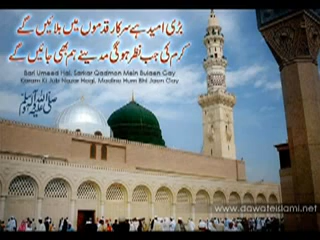 بڑی امید ہے سرکار قدموں میں بلائیں گے
کرم کی جب نظر ہوگی مدینے ہم بھی جائیں گے
Bari Umeed Hai, Sarkar Qadmon Mein Bulaen Gay
Karam Ki Jab Nazar Hogi, Madine Hum Bhi Jaen Gay
صلی اللہ علیہ وسلم
www.dawateislami.net